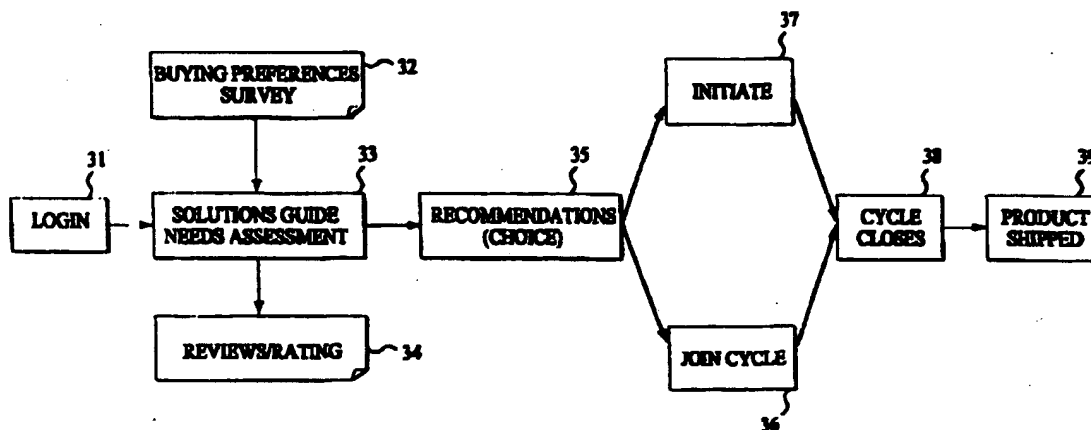 37
32
BUYING PREFERENCES
SURVEY
INITIATE
31
33
35
38
39
LOGIN
SOLUTIONS GUIDE
NEEDS ASSESSMENT
RECOMMENDATIONS
(CHOICE)
CYCLE
CLOSES
PRODUCT
SHIPPED
REVIEWS/RATING
34
JOIN CYCLE
36